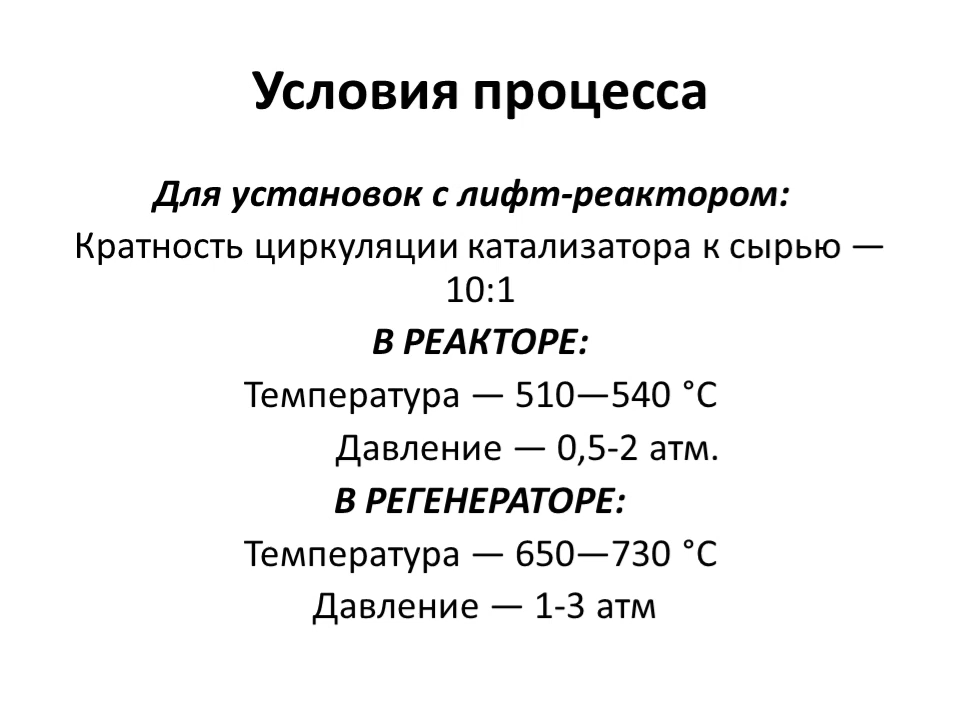 Условия процесса
Для установок с лифт-реактором:
Кратность циркуляции катализатора к сырью —
10:1
В РЕАКТОРЕ:
Температура — 510—540 °С
Давление — 0,5-2 атм.
В РЕГЕНЕРАТОРЕ:
Температура — 650—730 °С
Давление — 1-3 атм